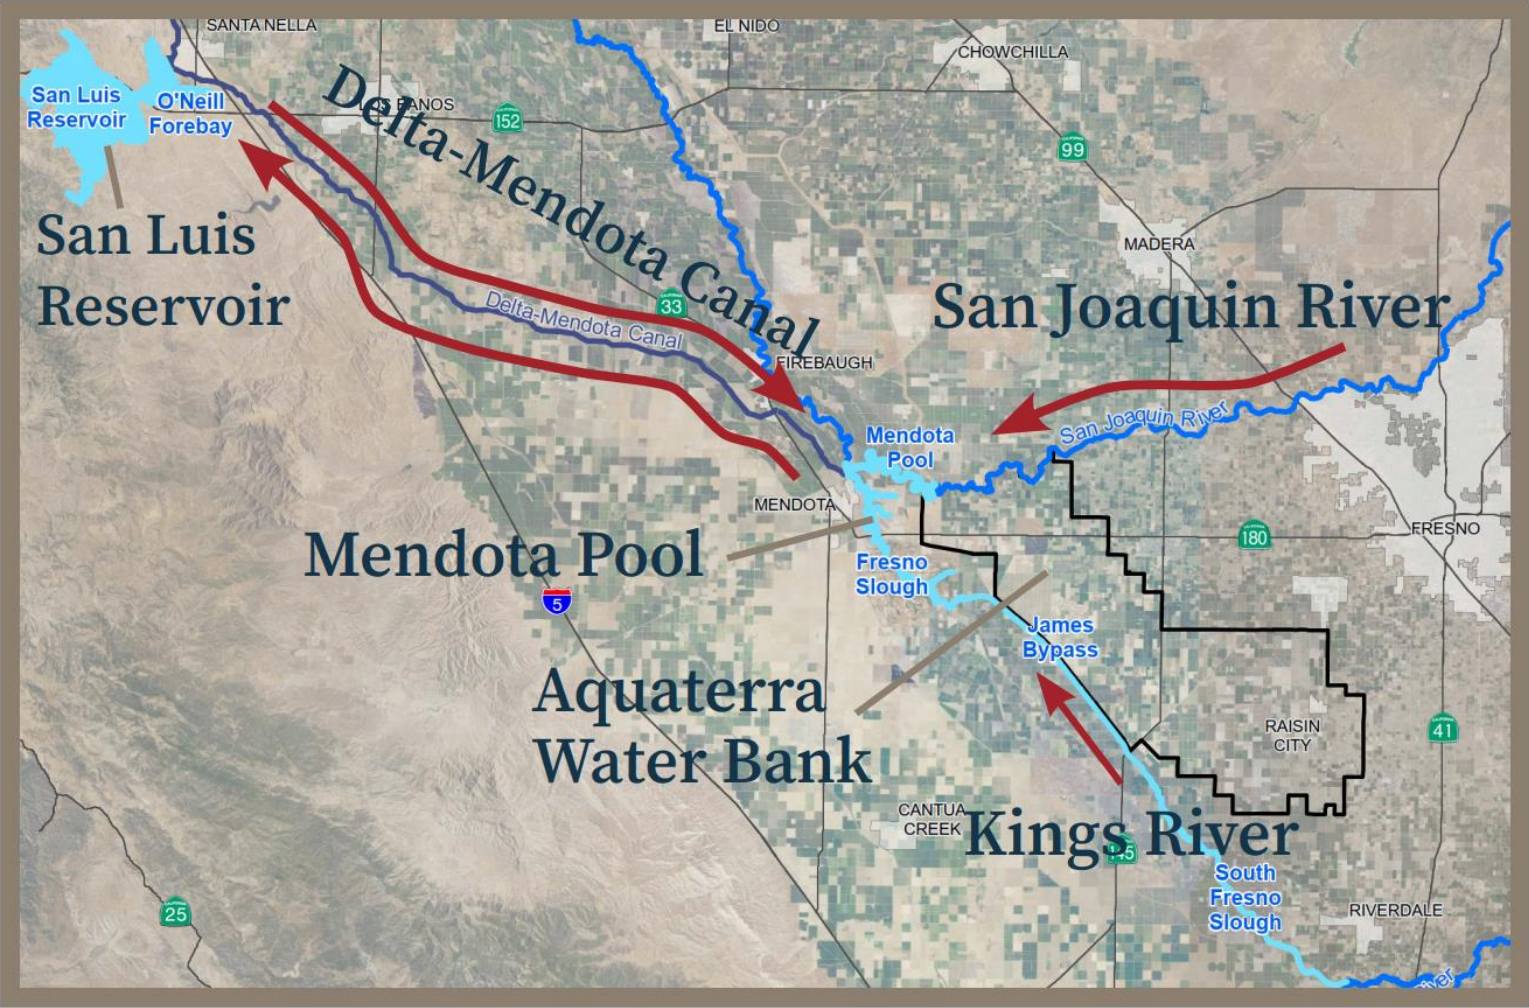 SANTA NELLA
EL NIDO
CHOWCHILLA
San Luis
Reservoir
O'Neill
Forebay
LOS BANOS
152
99
Delta-Mendota Canal
San Luis
Reservoir
MADERA
33
Delta-Mendota Canal
San Joaquin River
FIREBAUGH
San Joaquin River
Mendota
Pool
MENDOTA
FRESNO
180
Mendota Pool
Fresno
Slough
5
James
Bypass
Aquaterra
Water Bank
RAISIN
CITY
41
CANTUA
CREEK
Kings River
145
South
Fresno
Slough
25
RIVERDALE